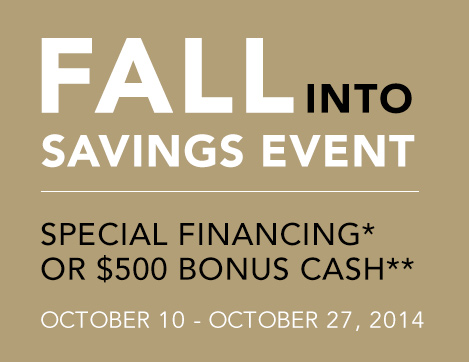 FALL INTO
SAVINGS EVENT
SPECIAL FINANCING*
OR $500 BONUS CASH**
OCTOBER 10 - OCTOBER 27, 2014